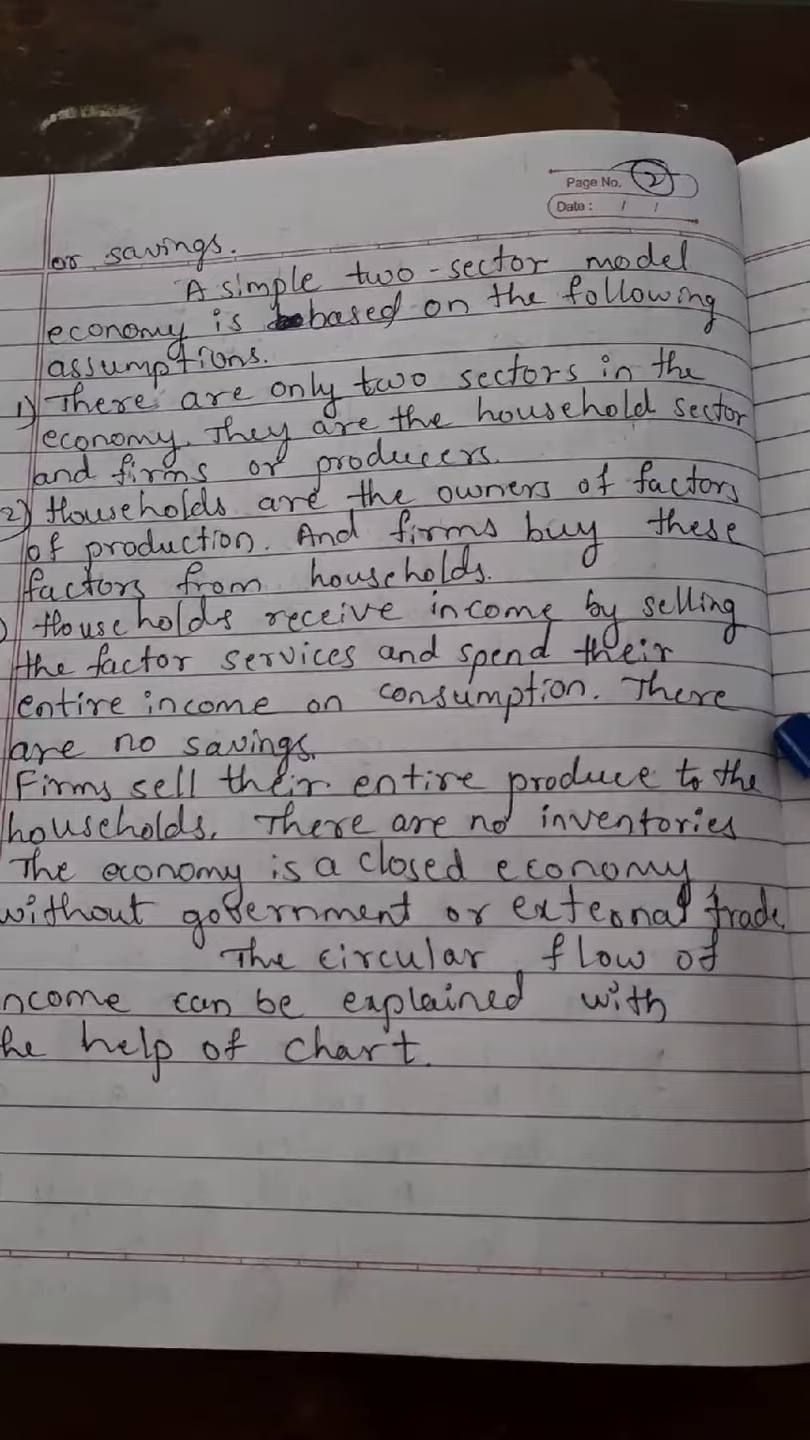 Page No. 2
Date : / /
or savings.
A simple two-sector model
economy is based on the following
assumptions.
1) There are only two sectors in the
economy. They are the household sector
and firms or producers.
2) Households are the owners of factors
of production. And firms buy these
factors from households.
) Households receive income by selling
the factor services and spend their
entire income on consumption. There
are no savings.
Firms sell their entire produce to the
households. There are no inventories
The economy is a closed economy
without government or external trade.
The circular flow of
ncome can be explained with
he help of chart.